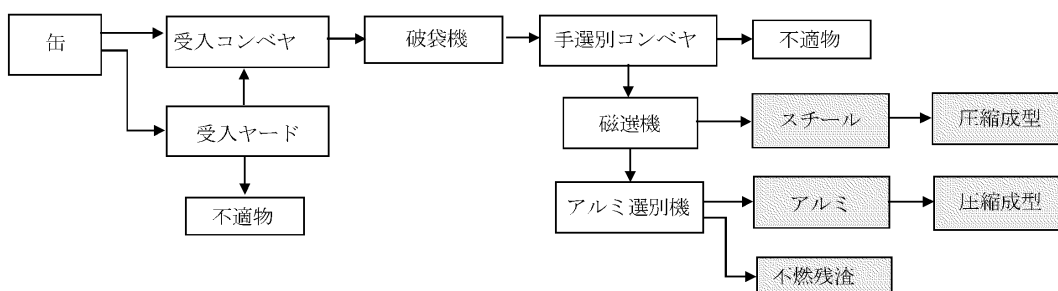 缶
受入コンベヤ
破袋機
手選別コンベヤ
不適物
受入ヤード
不適物
磁選機
スチール
圧縮成型
アルミ選別機
アルミ
圧縮成型
不燃残渣